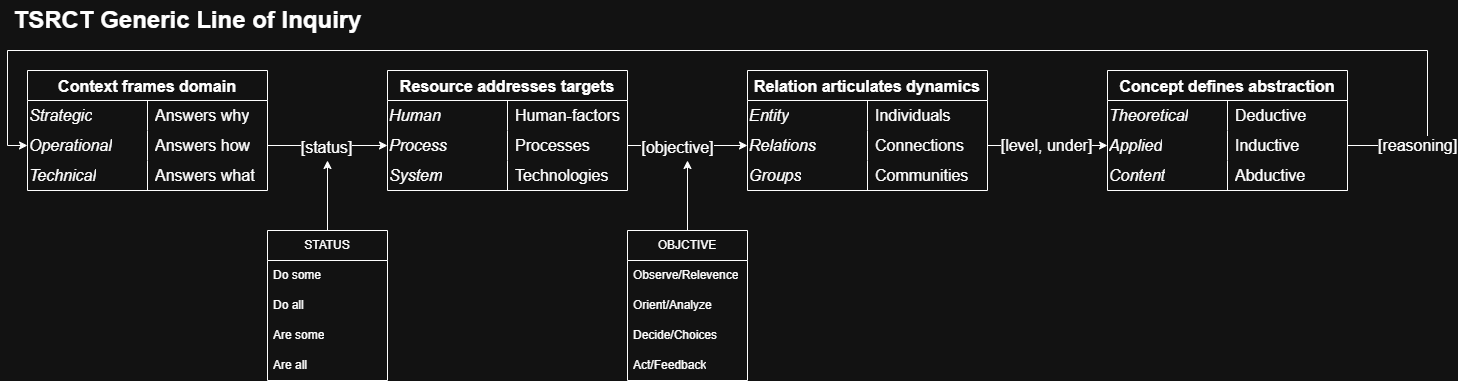 TSRCT Generic Line of Inquiry
Context frames domain
Strategic Answers why
Operational Answers how
Technical Answers what
[status]
Resource addresses targets
Human Human-factors
Process Processes
System Technologies
[objective]
Relation articulates dynamics
Entity Individuals
Relations Connections
Groups Communities
[level, under]
Concept defines abstraction
Theoretical Deductive
Applied Inductive
Content Abductive
[reasoning]
STATUS
Do some
Do all
Are some
Are all
OBJCTIVE
Observe/Relevence
Orient/Analyze
Decide/Choices
Act/Feedback